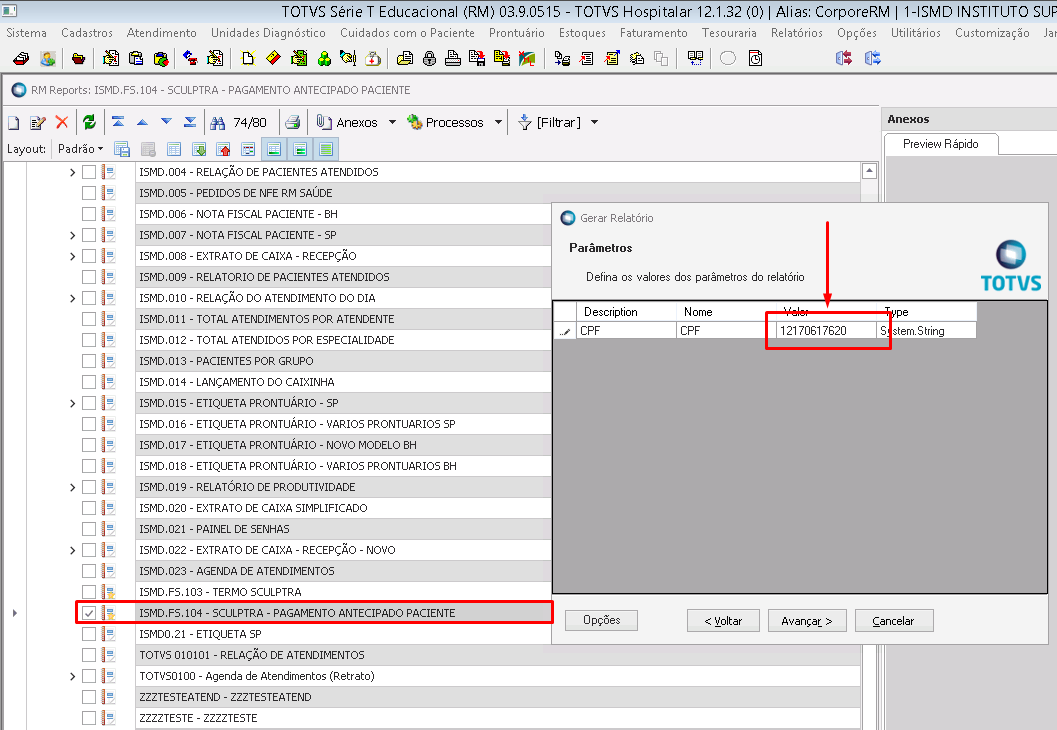 TOTVS Série T Educacional (RM) 03.9.0515 - TOTVS Hospitalar 12.1.32 (0) | Alias: CorporeRM | 1-ISMD INSTITUTO SUP
Sistema Cadastros Atendimento Unidades Diagnóstico Cuidados com o Paciente Prontuário Estoques Faturamento Tesouraria Relatórios Opções Utilitários Customização Jar
RM Reports: ISMD.FS.104 - SCULPTRA - PAGAMENTO ANTECIPADO PACIENTE
74/80 Anexos Processos [Filtrar]
Layout: Padrão
Anexos
Preview Rápido
ISMD.004 - RELAÇÃO DE PACIENTES ATENDIDOS
ISMD.005 - PEDIDOS DE NFE RM SAÚDE
ISMD.006 - NOTA FISCAL PACIENTE - BH
ISMD.007 - NOTA FISCAL PACIENTE - SP
ISMD.008 - EXTRATO DE CAIXA - RECEPÇÃO
ISMD.009 - RELATORIO DE PACIENTES ATENDIDOS
ISMD.010 - RELAÇÃO DO ATENDIMENTO DO DIA
ISMD.011 - TOTAL ATENDIMENTOS POR ATENDENTE
ISMD.012 - TOTAL ATENDIDOS POR ESPECIALIDADE
ISMD.013 - PACIENTES POR GRUPO
ISMD.014 - LANÇAMENTO DO CAIXINHA
ISMD.015 - ETIQUETA PRONTUÁRIO - SP
ISMD.016 - ETIQUETA PRONTUÁRIO - VARIOS PRONTUARIOS SP
ISMD.017 - ETIQUETA PRONTUÁRIO - NOVO MODELO BH
ISMD.018 - ETIQUETA PRONTUÁRIO - VARIOS PRONTUARIOS BH
ISMD.019 - RELATÓRIO DE PRODUTIVIDADE
ISMD.020 - EXTRATO DE CAIXA SIMPLIFICADO
ISMD.021 - PAINEL DE SENHAS
ISMD.022 - EXTRATO DE CAIXA - RECEPÇÃO - NOVO
ISMD.023 - AGENDA DE ATENDIMENTOS
ISMD.FS.103 - TERMO SCULPTRA
ISMD.FS.104 - SCULPTRA - PAGAMENTO ANTECIPADO PACIENTE
ISMD0.21 - ETIQUETA SP
TOTVS 010101 - RELAÇÃO DE ATENDIMENTOS
TOTVS0100 - Agenda de Atendimentos (Retrato)
ZZZTESTEATEND - ZZZTESTEATEND
ZZZZTESTE - ZZZZTESTE
Gerar Relatório
Parâmetros
Defina os valores dos parâmetros do relatório
TOTVS
Description Nome Valor Type
CPF CPF 12170617620 System.String
Opções < Voltar Avançar > Cancelar